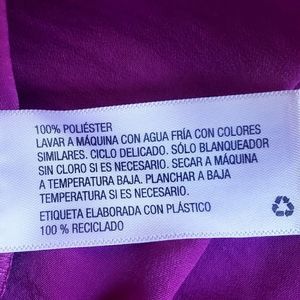 100% POLIÉSTER
LAVAR A MÁQUINA CON AGUA FRÍA CON COLORES
SIMILARES. CICLO DELICADO. SÓLO BLANQUEADOR
SIN CLORO SI ES NECESARIO. SECAR A MÁQUINA
A TEMPERATURA BAJA. PLANCHAR A BAJA
TEMPERATURA SI ES NECESARIO.
ETIQUETA ELABORADA CON PLÁSTICO
100 % RECICLADO